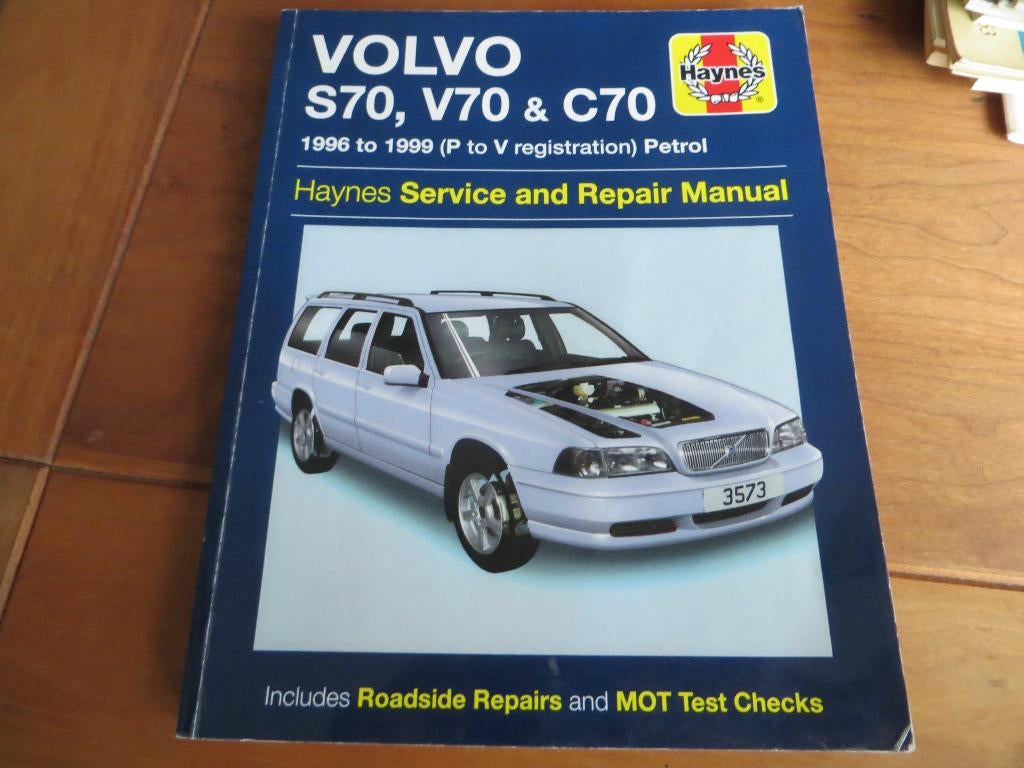 VOLVO
S70, V70 & C70
Haynes
®
1996 to 1999 (P to V registration) Petrol
Haynes Service and Repair Manual
3573
Includes Roadside Repairs and MOT Test Checks